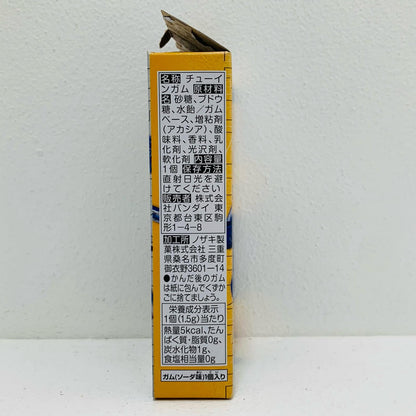 名称 チューイ
ンガム 原材料
名 砂糖、ブドウ
糖、水飴／ガム
ベース、増粘剤
(アカシア)、酸
味料、香料、乳
化剤、光沢剤、
軟化剤 内容量
1個 保存方法
直射日光を避
けてください
販売者 株式会
社バンダイ 東
京都台東区駒
形1-4-8
加工所 ノザキ製
菓株式会社 三重
県桑名市多度町
御衣野3601-14
●かんだ後のガム
は紙に包んでくずか
ごに捨てましょう。
栄養成分表示
1個(1.5g)当たり
熱量5kcal、たん
ぱく質・脂質0g、
炭水化物1g、
食塩相当量0g
ガム(ソーダ味)1個入り